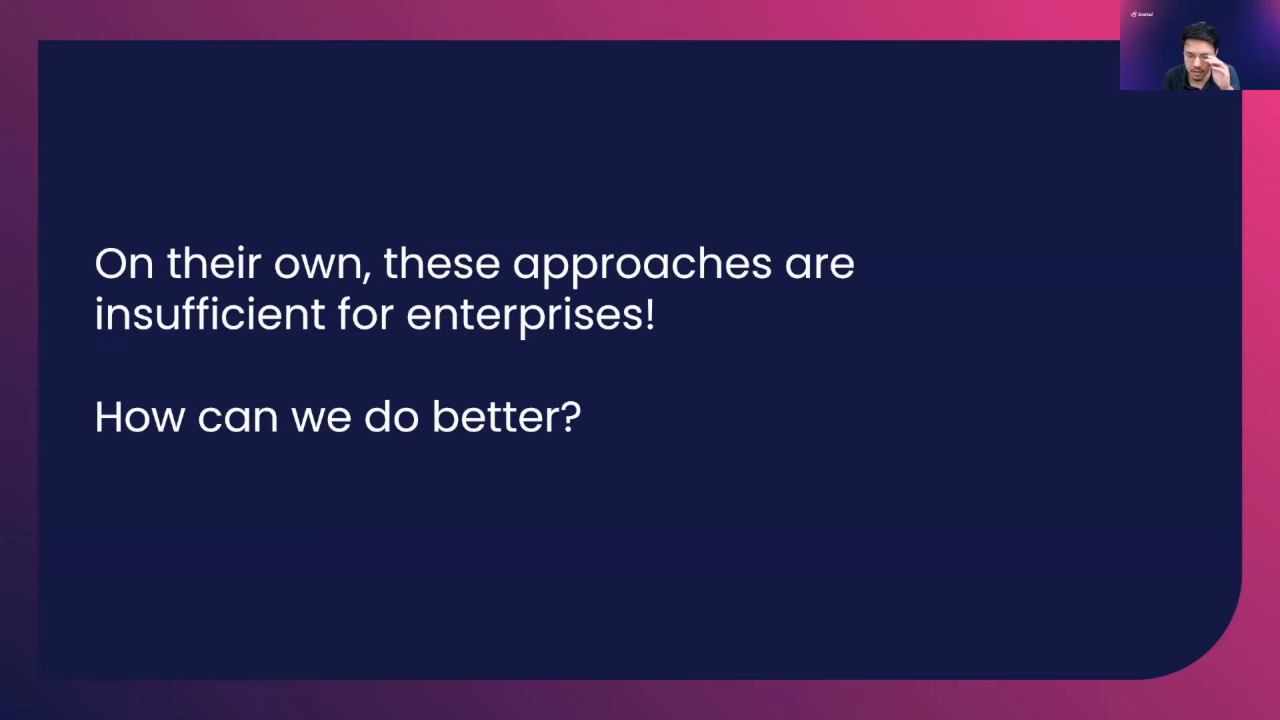 On their own, these approaches are
insufficient for enterprises!
How can we do better?